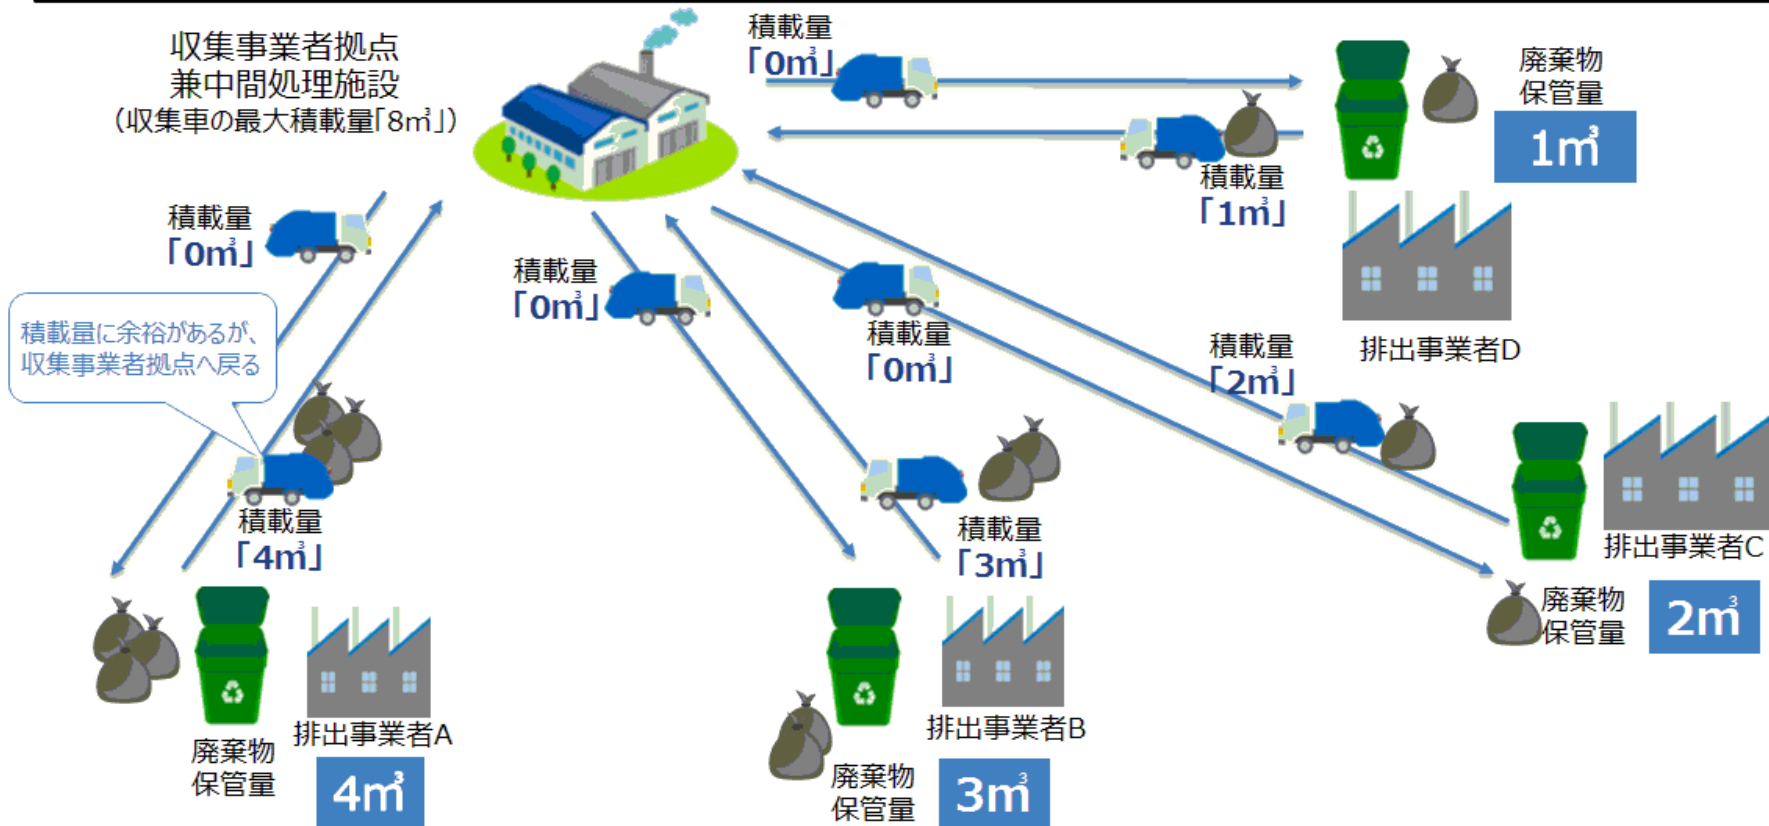 収集事業者拠点
兼中間処理施設
（収集車の最大積載量「8㎥」）
積載量
「0㎥」
廃棄物
保管量
1㎥
積載量
「1㎥」
排出事業者D
積載量
「0㎥」
積載量
「0㎥」
積載量
「0㎥」
積載量に余裕があるが、
収集事業者拠点へ戻る
積載量
「2㎥」
積載量
「4㎥」
積載量
「3㎥」
排出事業者C
廃棄物
保管量
2㎥
排出事業者A
廃棄物
保管量
4㎥
排出事業者B
廃棄物
保管量
3㎥